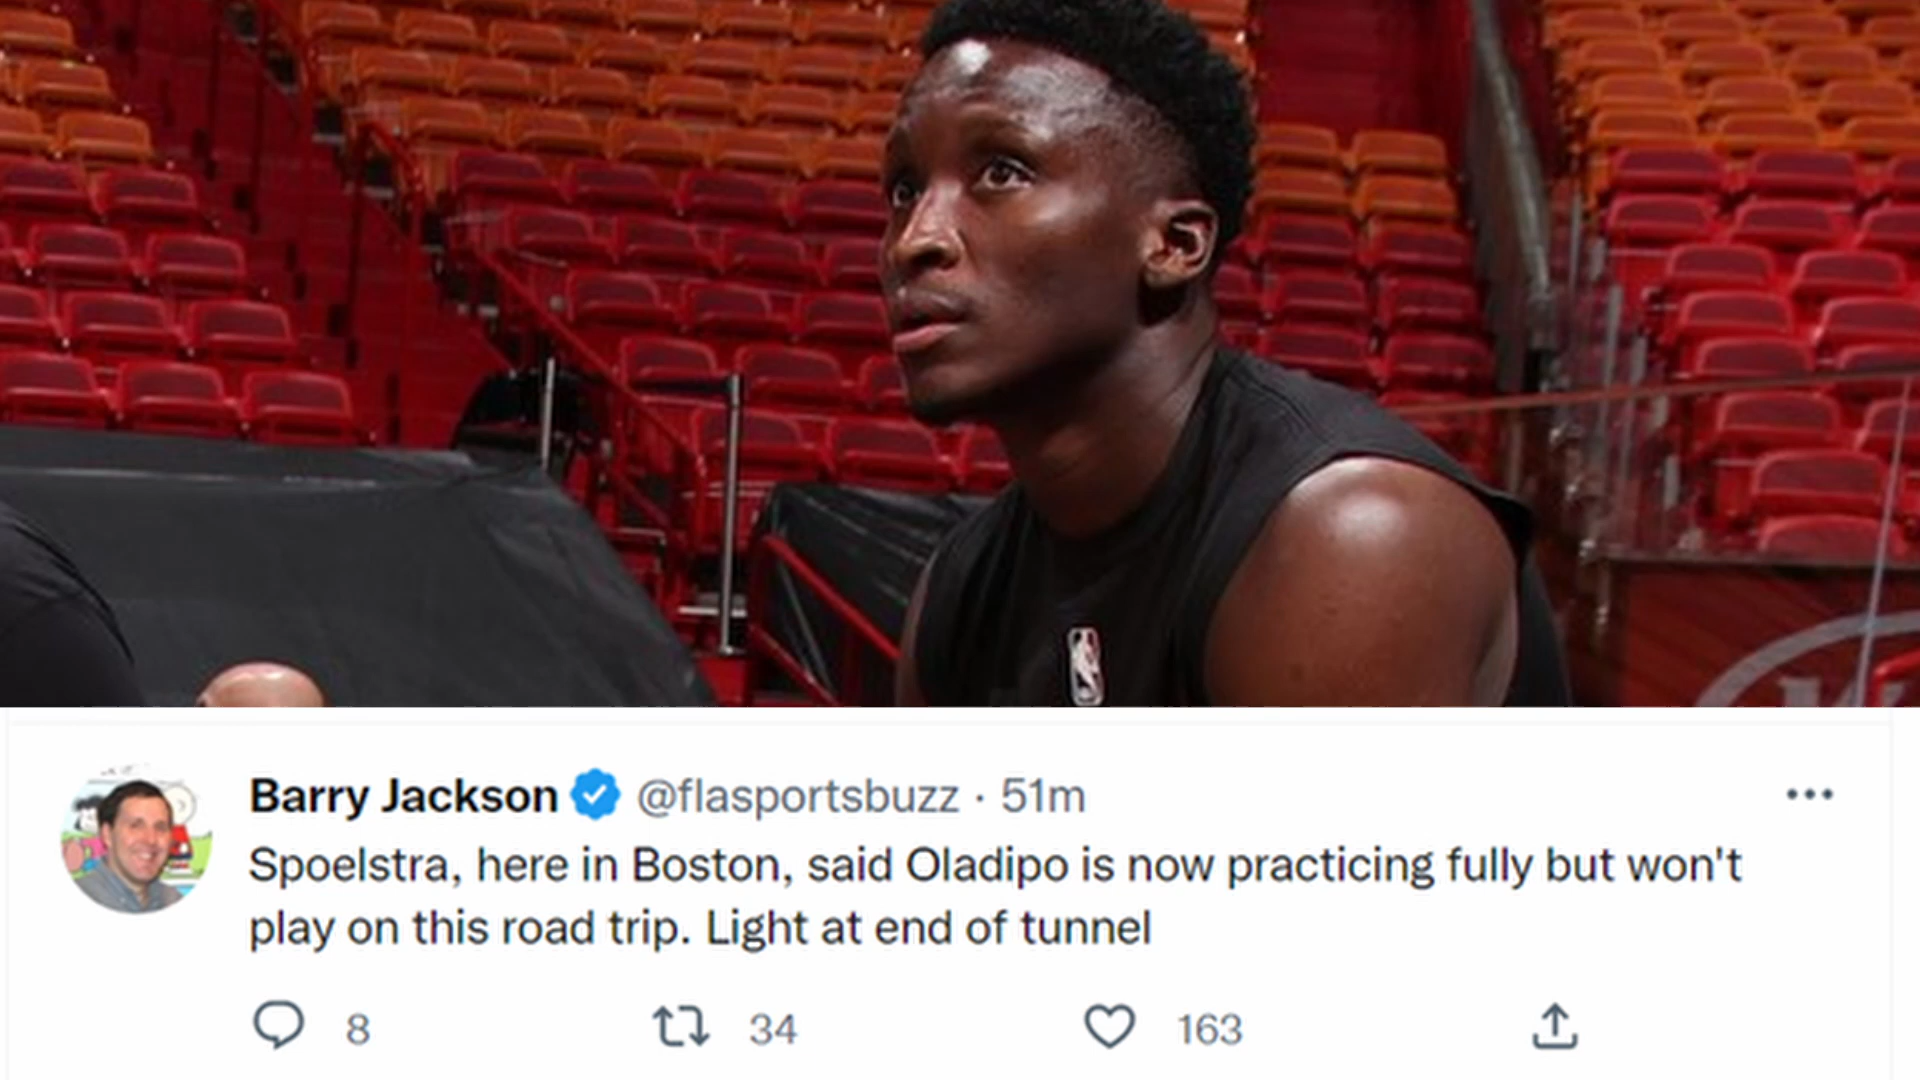 Barry Jackson @flasportsbuzz · 51m
Spoelstra, here in Boston, said Oladipo is now practicing fully but won't
play on this road trip. Light at end of tunnel
8 34 163